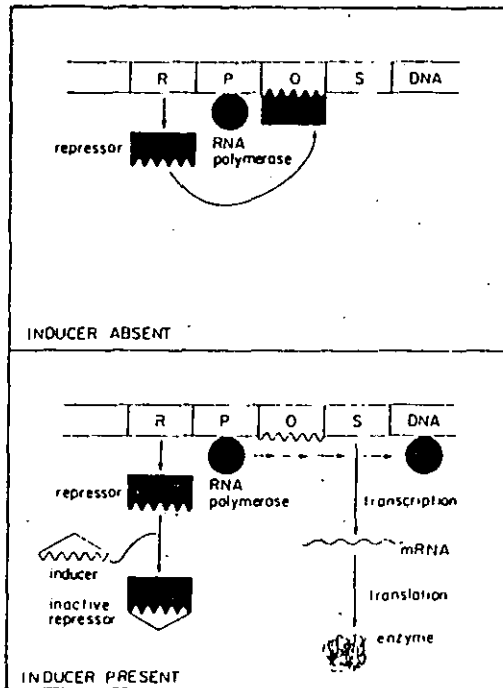 R P O S DNA
repressor
RNA
polymerase
INDUCER ABSENT
R P O S DNA
repressor
RNA
polymerase
transcription
inducer
mRNA
inactive
repressor
translation
enzyme
INDUCER PRESENT